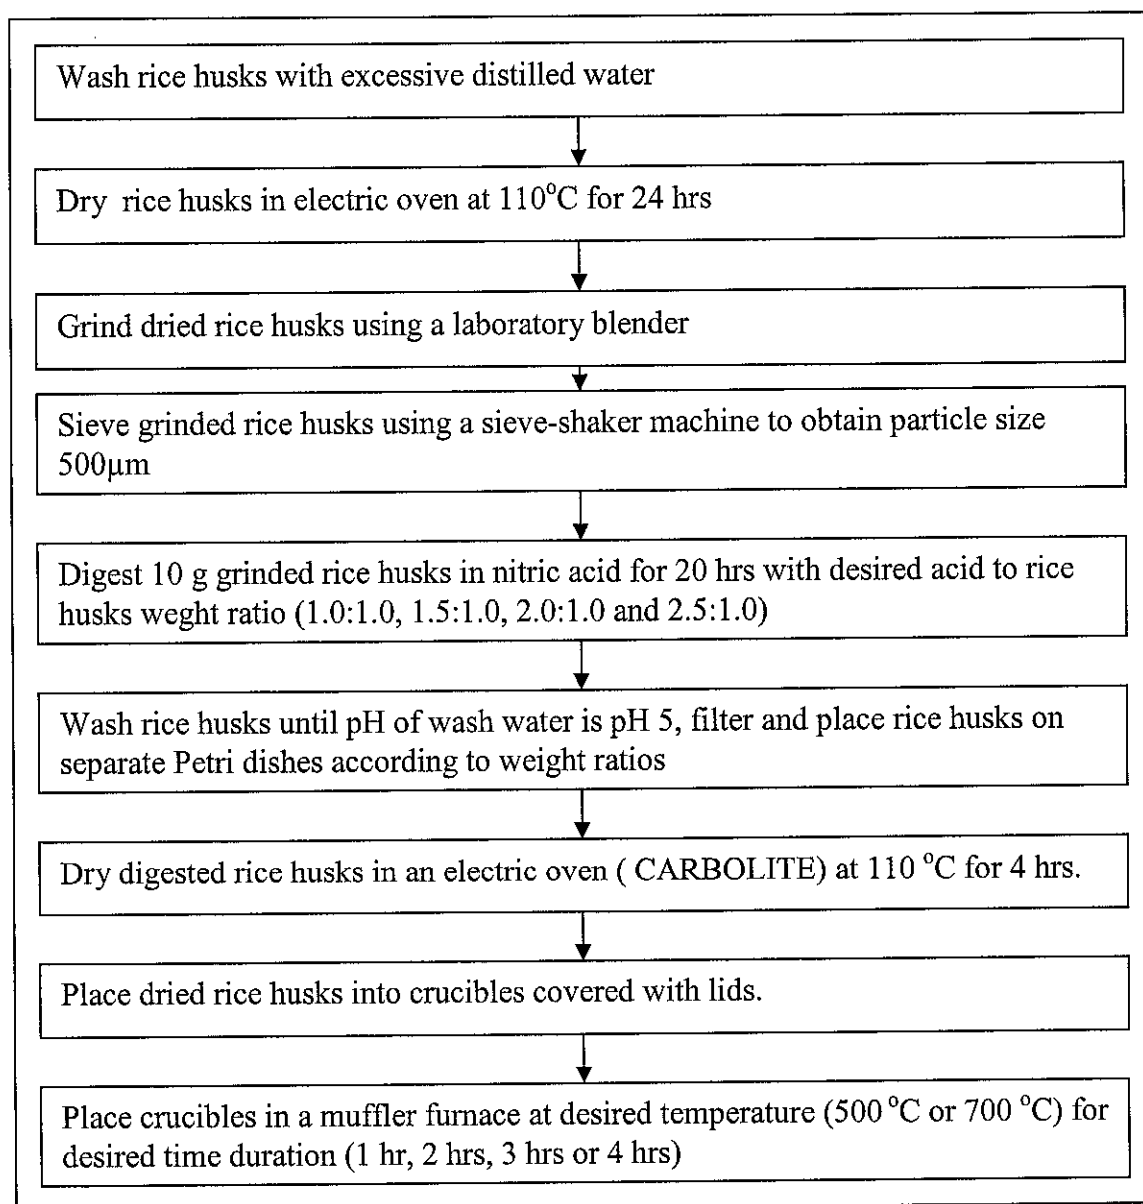 Wash rice husks with excessive distilled water
Dry rice husks in electric oven at 110°C for 24 hrs
Grind dried rice husks using a laboratory blender
Sieve grinded rice husks using a sieve-shaker machine to obtain particle size
500μm
Digest 10 g grinded rice husks in nitric acid for 20 hrs with desired acid to rice
husks weght ratio (1.0:1.0, 1.5:1.0, 2.0:1.0 and 2.5:1.0)
Wash rice husks until pH of wash water is pH 5, filter and place rice husks on
separate Petri dishes according to weight ratios
Dry digested rice husks in an electric oven ( CARBOLITE) at 110 °C for 4 hrs.
Place dried rice husks into crucibles covered with lids.
Place crucibles in a muffler furnace at desired temperature (500 °C or 700 °C) for
desired time duration (1 hr, 2 hrs, 3 hrs or 4 hrs)